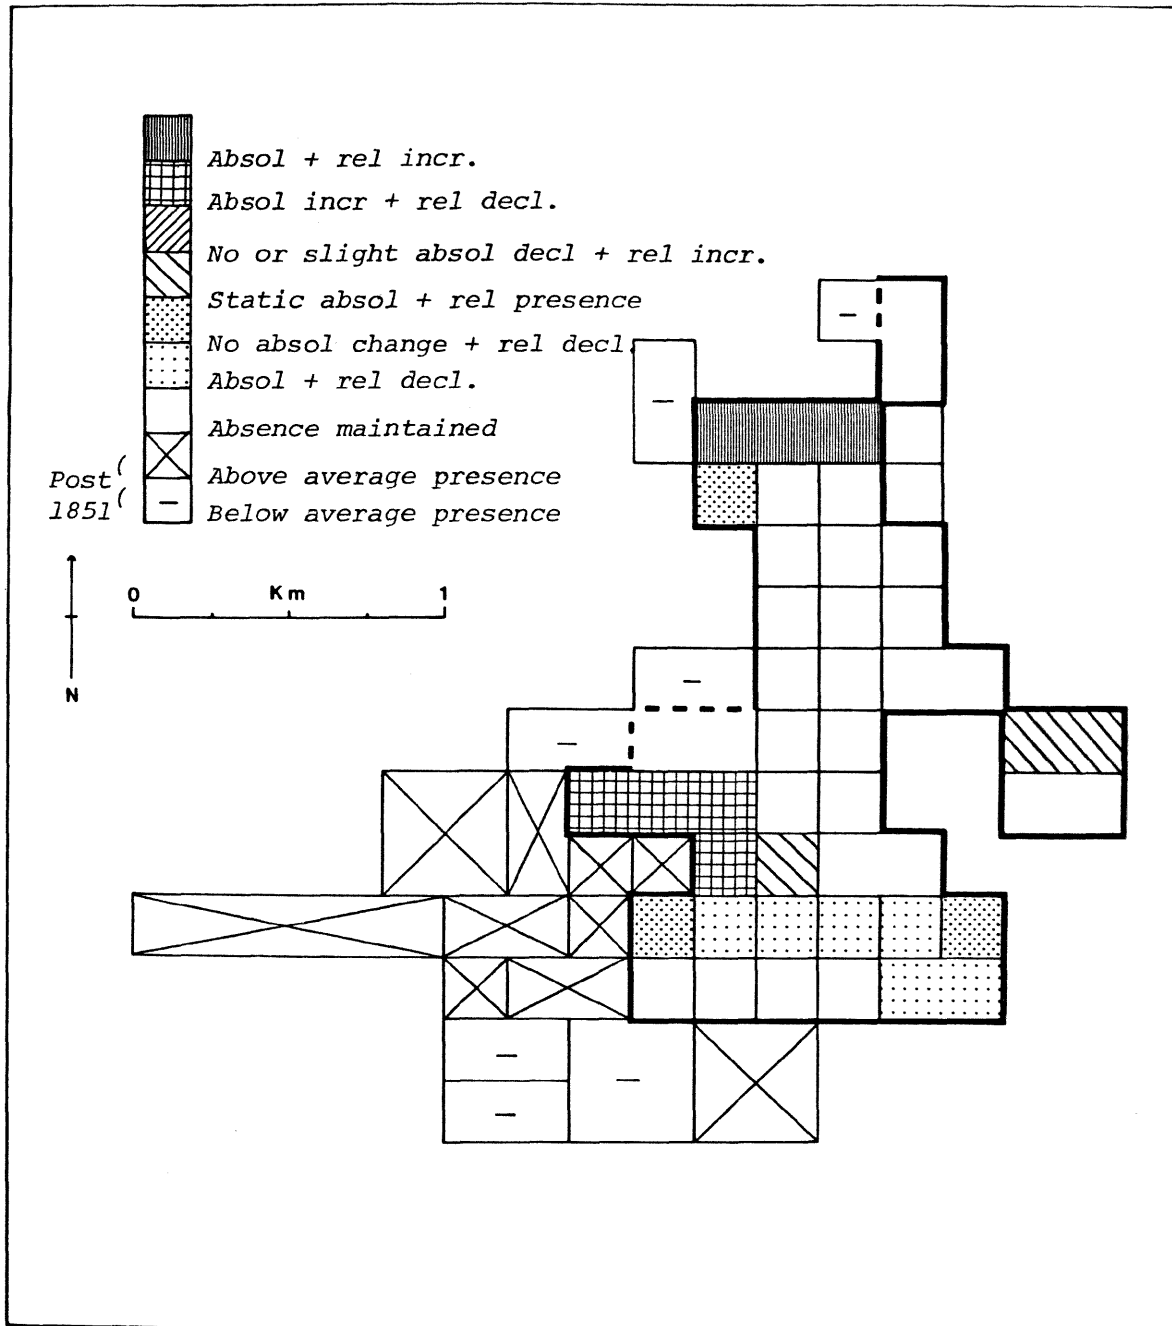 Absol + rel incr.
Absol incr + rel decl.
No or slight absol decl + rel incr.
Static absol + rel presence
No absol change + rel decl.
Absol + rel decl.
Absence maintained
Post ( Above average presence
1851 ( – Below average presence
0 Km 1
N
–
–
–
–
–
–
–